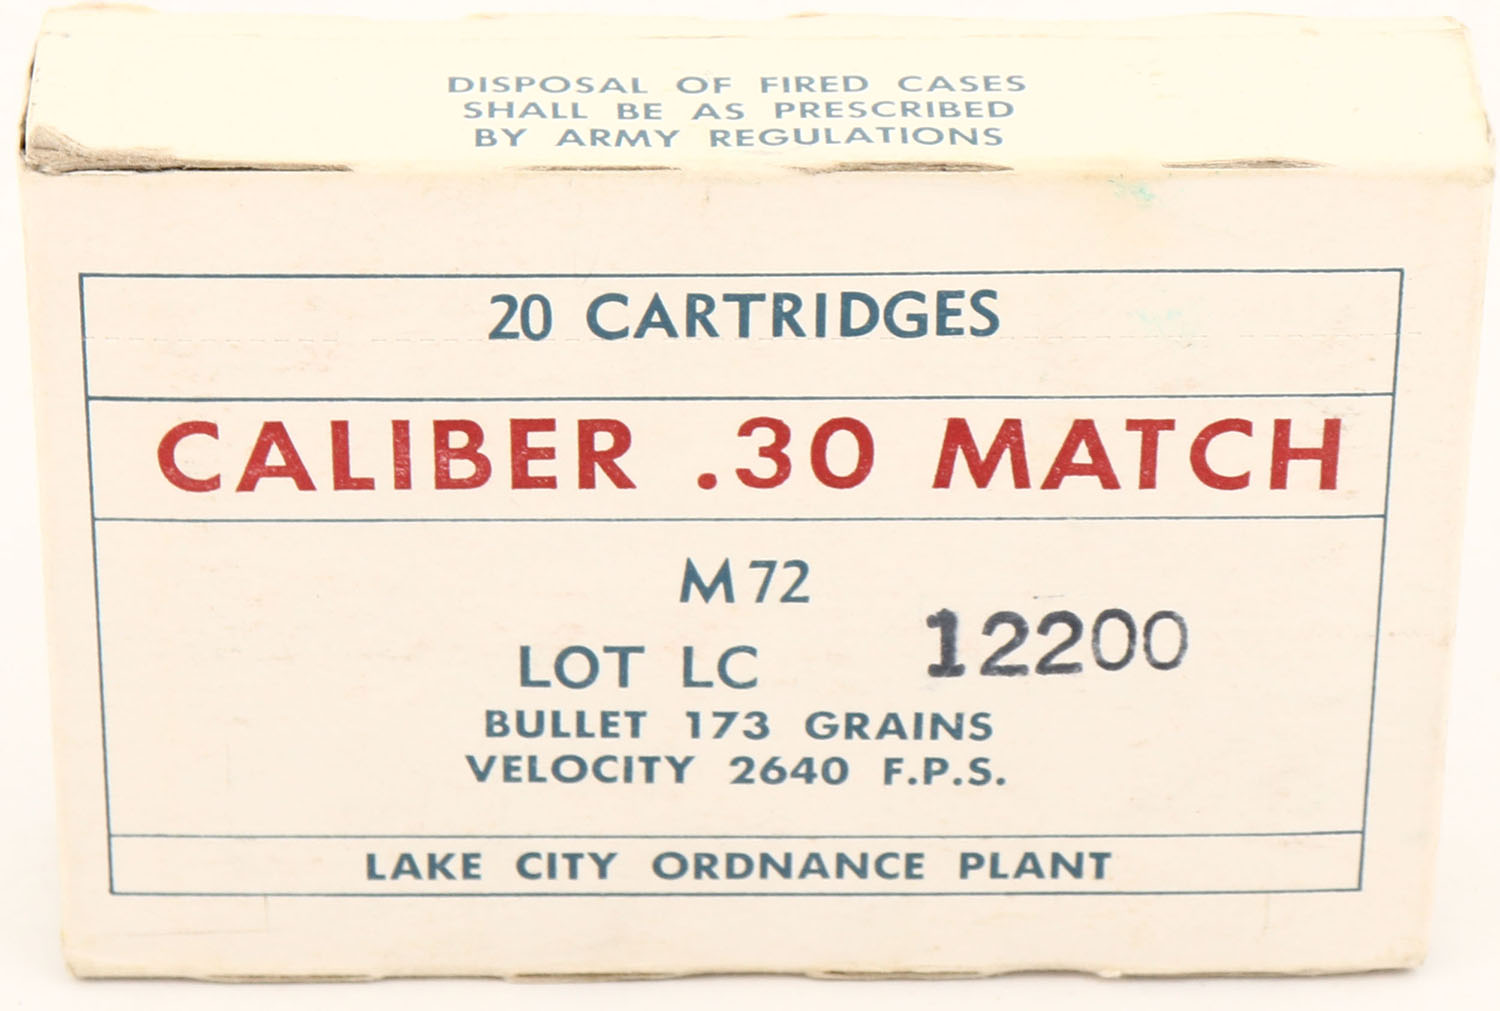 DISPOSAL OF FIRED CASES
SHALL BE AS PRESCRIBED
BY ARMY REGULATIONS
20 CARTRIDGES
CALIBER .30 MATCH
M72
LOT LC 12200
BULLET 173 GRAINS
VELOCITY 2640 F.P.S.
LAKE CITY ORDNANCE PLANT